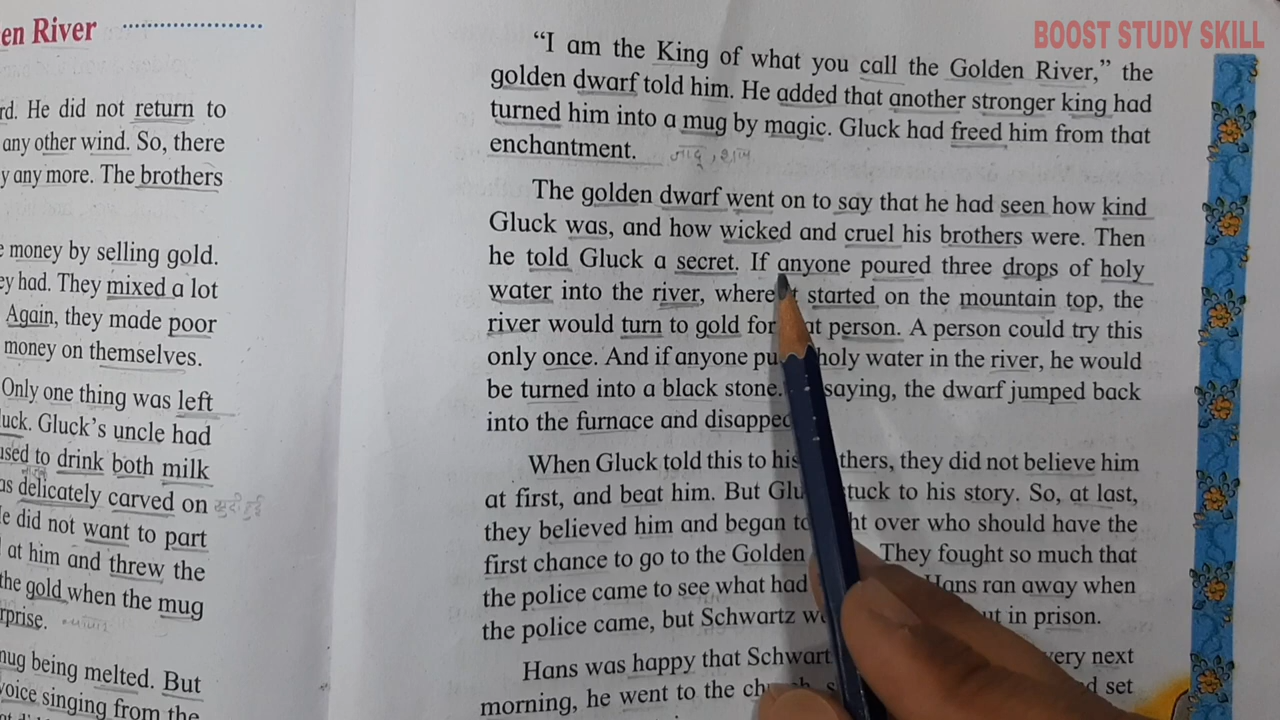 en River
BOOST STUDY SKILL
rd. He did not return to
any other wind. So, there
y any more. The brothers
money by selling gold.
ey had. They mixed a lot
Again, they made poor
money on themselves.
Only one thing was left
luck. Gluck's uncle had
used to drink both milk
as delicately carved on खुदी हुई
He did not want to part
at him and threw the
the gold when the mug
rprise.
mug being melted. But
voice singing from the
"I am the King of what you call the Golden River," the
golden dwarf told him. He added that another stronger king had
turned him into a mug by magic. Gluck had freed him from that
enchantment.
The golden dwarf went on to say that he had seen how kind
Gluck was, and how wicked and cruel his brothers were. Then
he told Gluck a secret. If anyone poured three drops of holy
water into the river, where started on the mountain top, the
river would turn to gold for at person. A person could try this
only once. And if anyone pu holy water in the river, he would
be turned into a black stone. saying, the dwarf jumped back
into the furnace and disappe
When Gluck told this to his thers, they did not believe him
at first, and beat him. But Glu stuck to his story. So, at last,
they believed him and began to ht over who should have the
first chance to go to the Golden They fought so much that
the police came to see what had Hans ran away when
the police came, but Schwartz w ut in prison.
Hans was happy that Schwart very next
morning, he went to the ch d set